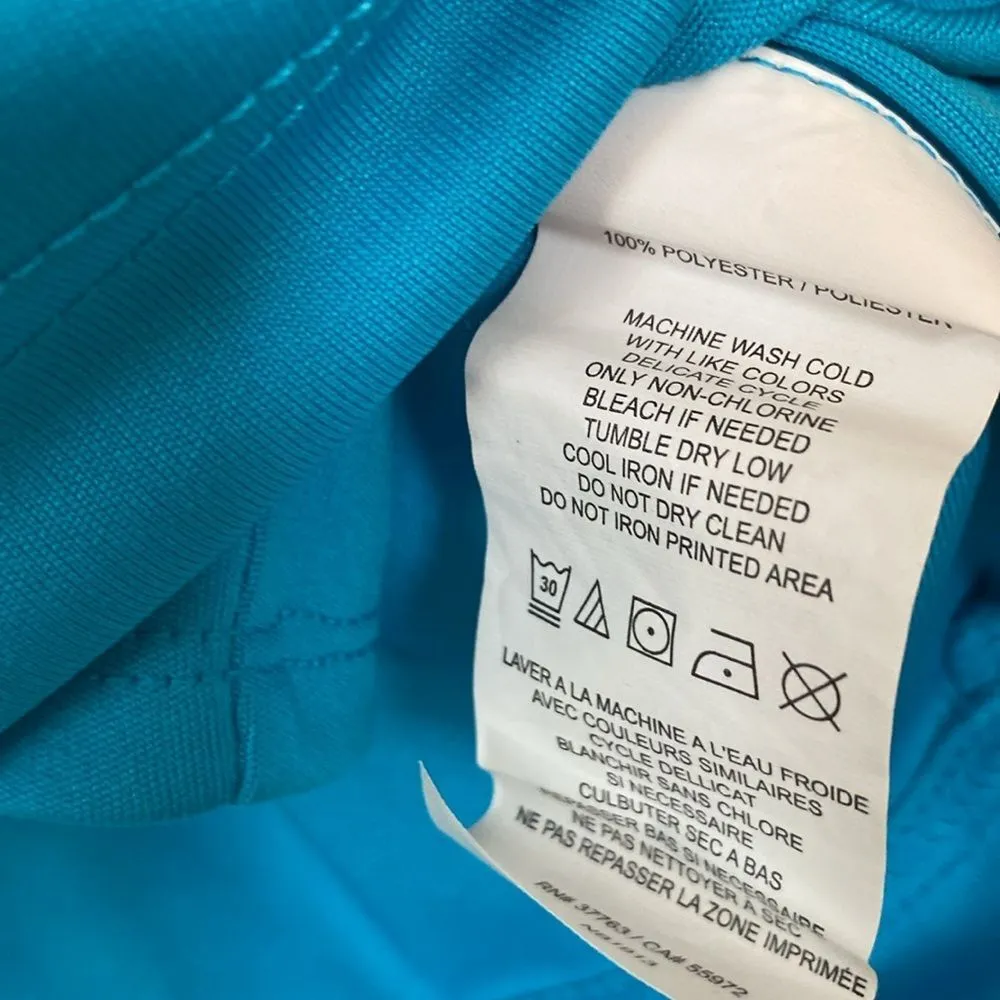 100% POLYESTER / POLIESTER
MACHINE WASH COLD
WITH LIKE COLORS
DELICATE CYCLE
ONLY NON-CHLORINE
BLEACH IF NEEDED
TUMBLE DRY LOW
COOL IRON IF NEEDED
DO NOT DRY CLEAN
DO NOT IRON PRINTED AREA
30
LAVER A LA MACHINE A L'EAU FROIDE
AVEC COULEURS SIMILAIRES
CYCLE DELLICAT
BLANCHIR SANS CHLORE
SI NECESSAIRE
CULBUTER SEC A BAS
REPASSER BAS SI NECESSAIRE
NE PAS NETTOYER A SEC
NE PAS REPASSER LA ZONE IMPRIMÉE
RN# 37763 / CA# 55972